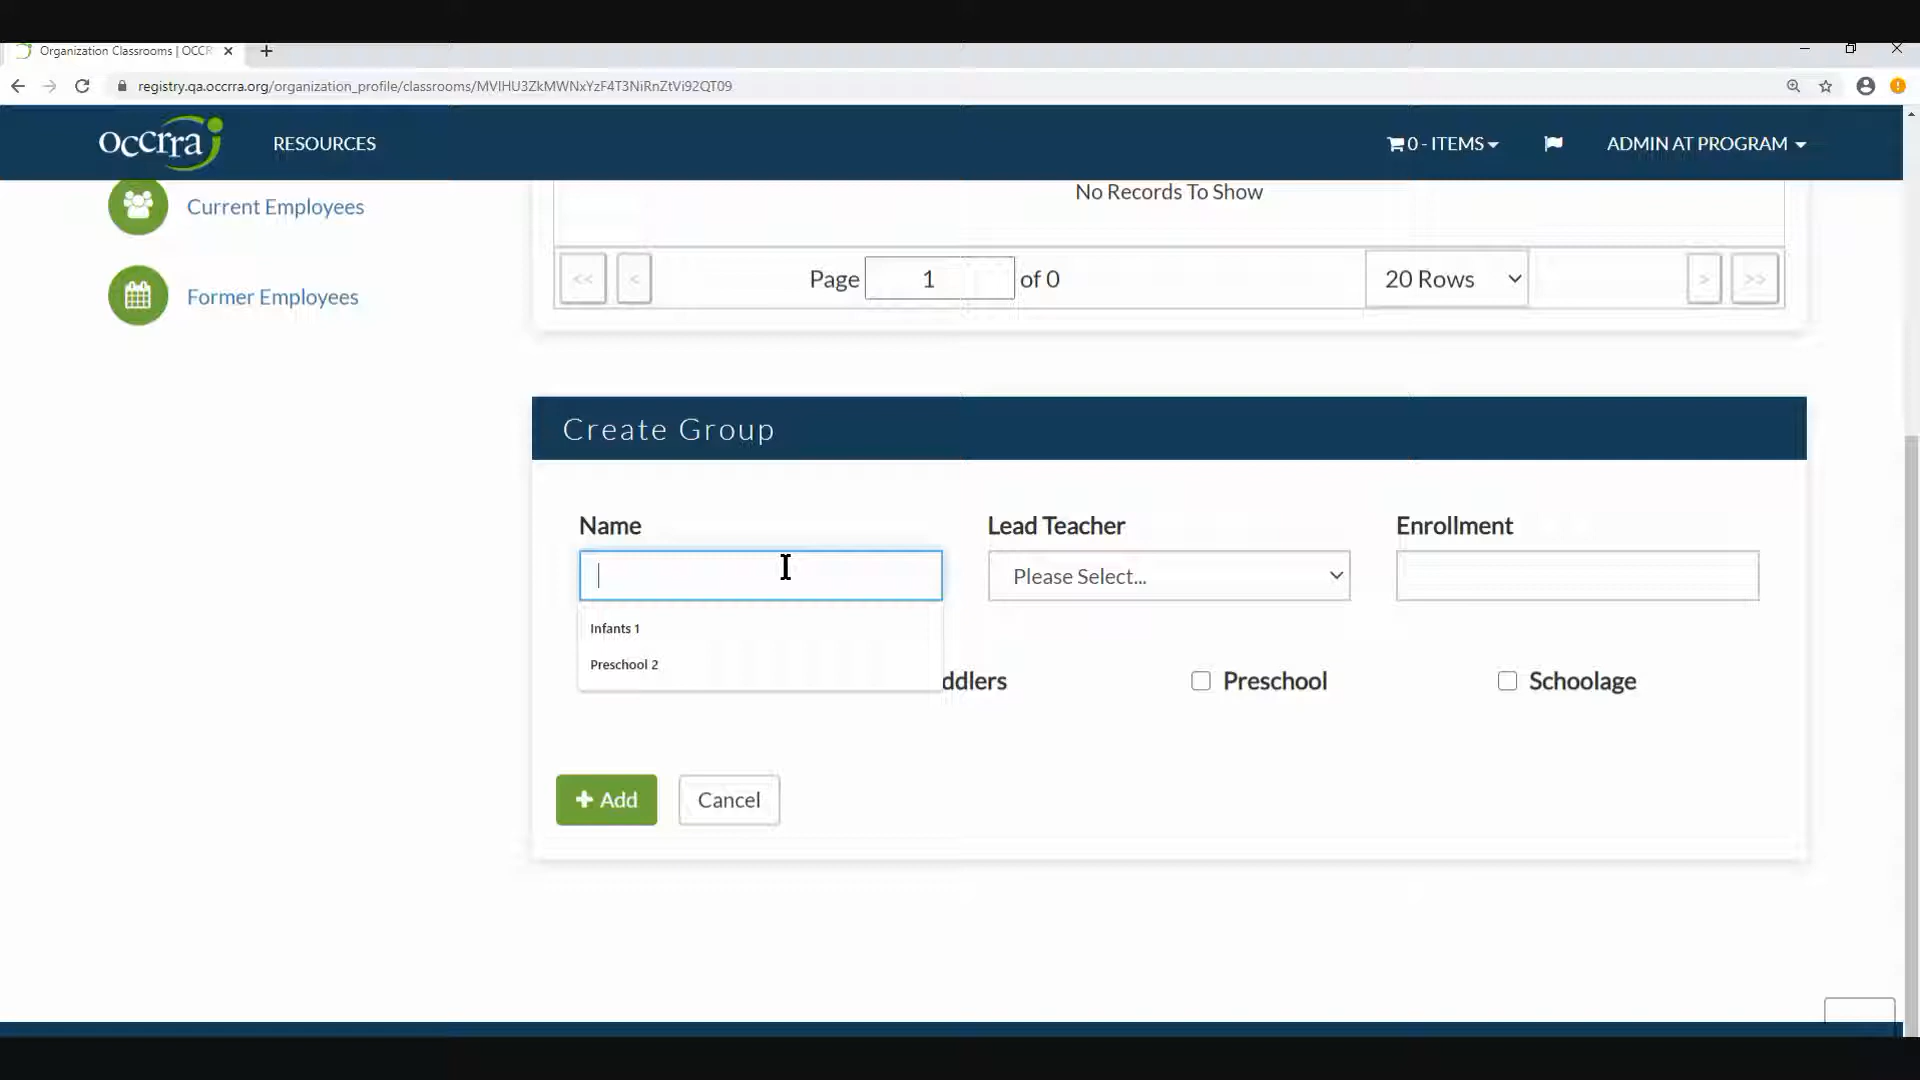 Organization Classrooms | OCCR
registry.qa.occrra.org/organization_profile/classrooms/MVlHU3ZkMWNxYzF4T3NiRnZtVi92QT09
occrra
RESOURCES
0 - ITEMS
ADMIN AT PROGRAM
Current Employees
Former Employees
No Records To Show
<< < Page 1 of 0 20 Rows > >>
Create Group
Name Lead Teacher Enrollment
Please Select...
Infants 1
Preschool 2
ddlers Preschool Schoolage
+ Add Cancel